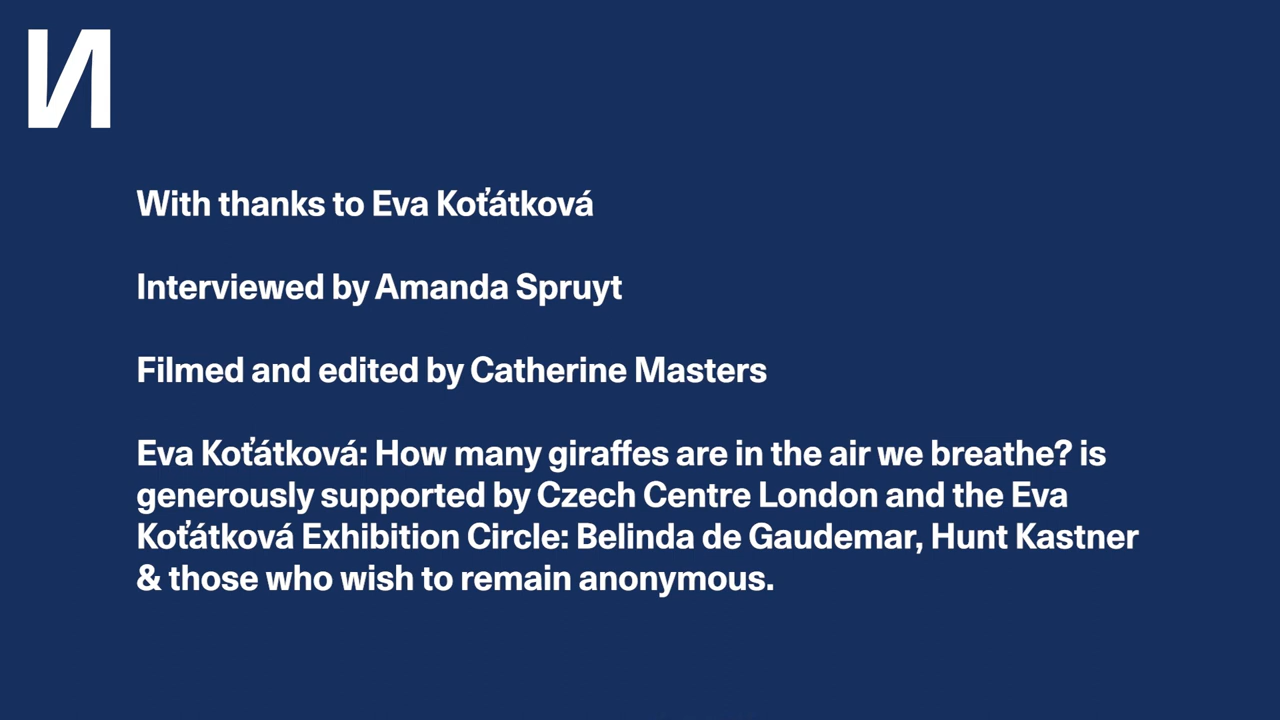 И
With thanks to Eva Koťátková
Interviewed by Amanda Spruyt
Filmed and edited by Catherine Masters
Eva Koťátková: How many giraffes are in the air we breathe? is
generously supported by Czech Centre London and the Eva
Koťátková Exhibition Circle: Belinda de Gaudemar, Hunt Kastner
& those who wish to remain anonymous.